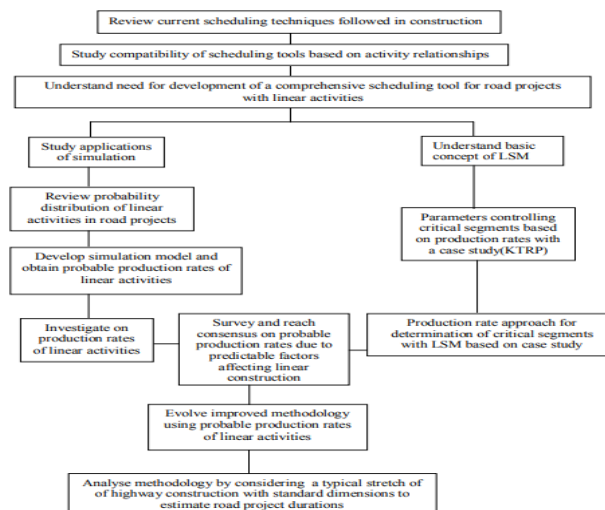 Review current scheduling techniques followed in construction
Study compatibility of scheduling tools based on activity relationships
Understand need for development of a comprehensive scheduling tool for road projects
with linear activities
Study applications
of simulation
Understand basic
concept of LSM
Review probability
distribution of linear
activities in road projects
Parameters controlling
critical segments based
on production rates with
a case study(KTRP)
Develop simulation model and
obtain probable production rates of
linear activities
Investigate on
production rates
of linear activities
Survey and reach
consensus on probable
production rates due to
predictable factors
affecting linear
construction
Production rate approach for
determination of critical segments
with LSM based on case study
Evolve improved methodology
using probable production rates
of linear activities
Analyse methodology by considering a typical stretch of
of highway construction with standard dimensions to
estimate road project durations